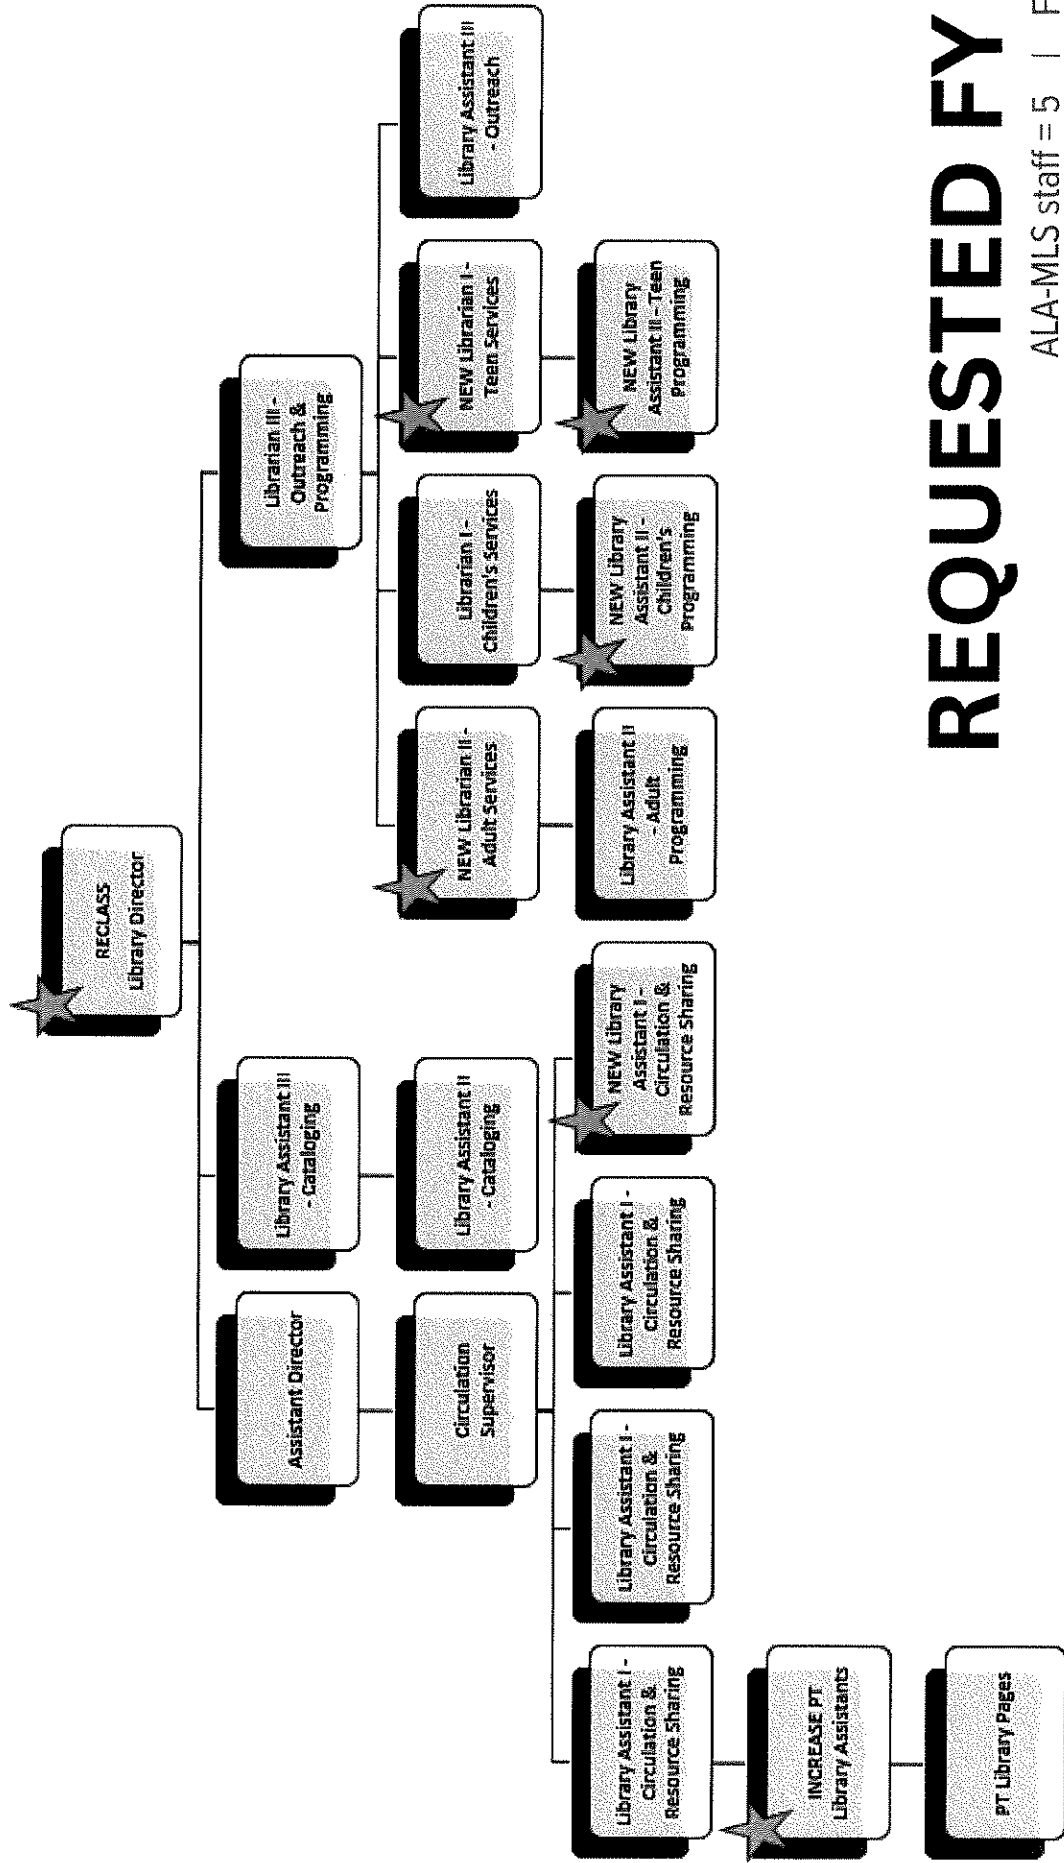 RECLASS
Library Director
Assistant Director
Library Assistant III
- Cataloging
Librarian III -
Outreach &
Programming
Circulation
Supervisor
Library Assistant II
- Cataloging
NEW Librarian II -
Adult Services
Librarian I -
Children's Services
NEW Librarian I -
Teen Services
Library Assistant III
- Outreach
Library Assistant I -
Circulation &
Resource Sharing
Library Assistant I -
Circulation &
Resource Sharing
Library Assistant I -
Circulation &
Resource Sharing
NEW Library
Assistant I -
Circulation &
Resource Sharing
Library Assistant II
- Adult
Programming
NEW Library
Assistant II -
Children's
Programming
NEW Library
Assistant II - Teen
Programming
INCREASE PT
Library Assistants
PT Library Pages
REQUESTED FY
ALA-MLS staff = 5 | F